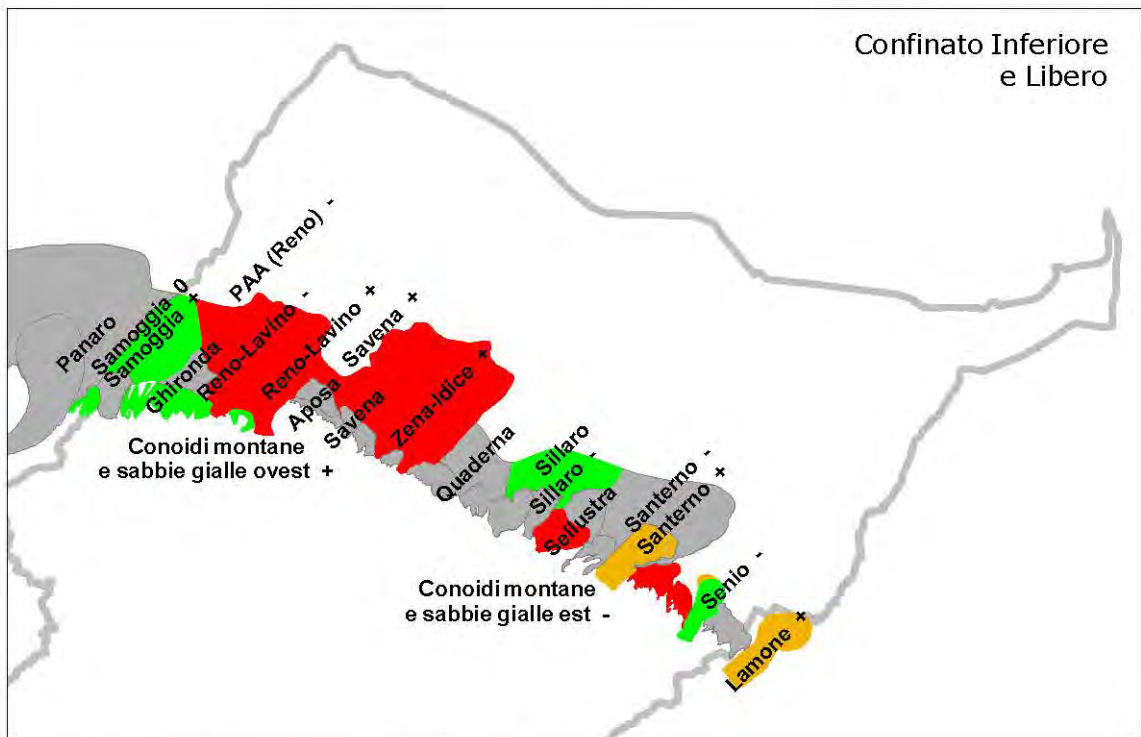 Confinato Inferiore
e Libero
PAA (Reno) -
Panaro
Samoggia 0
Samoggia +
Ghironda
Reno-Lavino -
Reno-Lavino +
Savena +
Aposa
Savena
Zena-Idice +
Conoidi montane
e sabbie gialle ovest +
Quaderna
Sillaro
Sillaro -
Sellustra
Santerno -
Santerno +
Conoidi montane
e sabbie gialle est -
Senio -
Lamone +